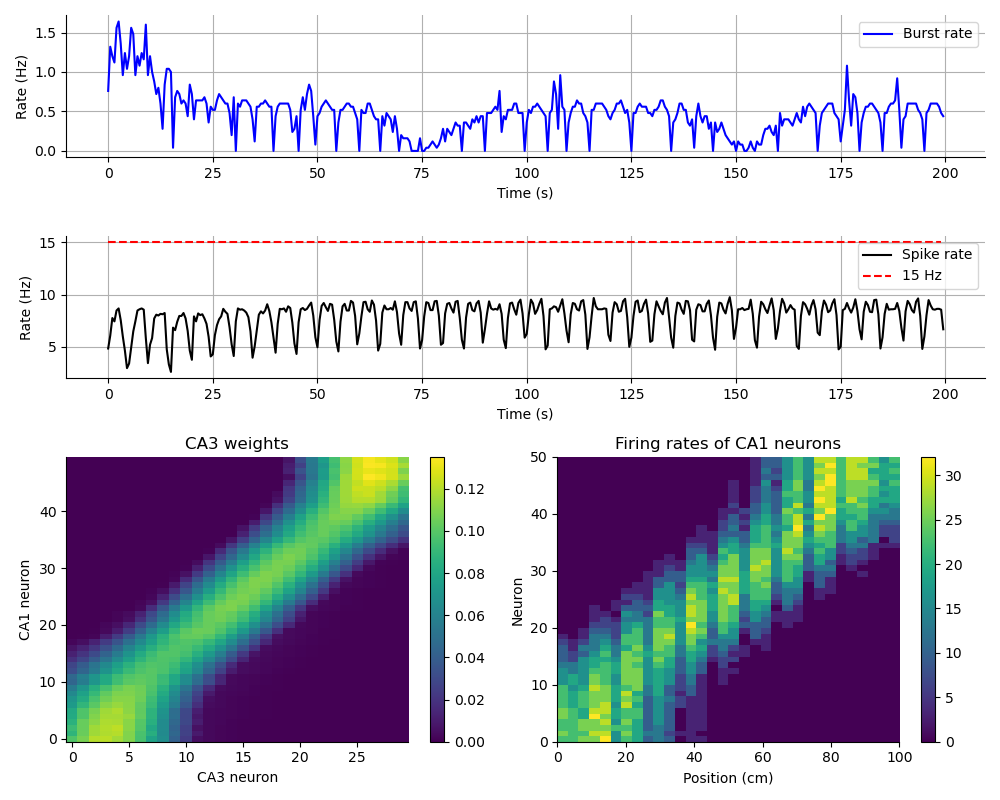 Rate (Hz)
1.5
1.0
0.5
0.0
Burst rate
0 25 50 75 100 125 150 175 200
Time (s)
Rate (Hz)
15
10
5
Spike rate
15 Hz
0 25 50 75 100 125 150 175 200
Time (s)
CA3 weights
CA1 neuron
40
30
20
10
0
0 5 10 15 20 25
CA3 neuron
0.12
0.10
0.08
0.06
0.04
0.02
0.00
Firing rates of CA1 neurons
Neuron
50
40
30
20
10
0
0 20 40 60 80 100
Position (cm)
30
25
20
15
10
5
0